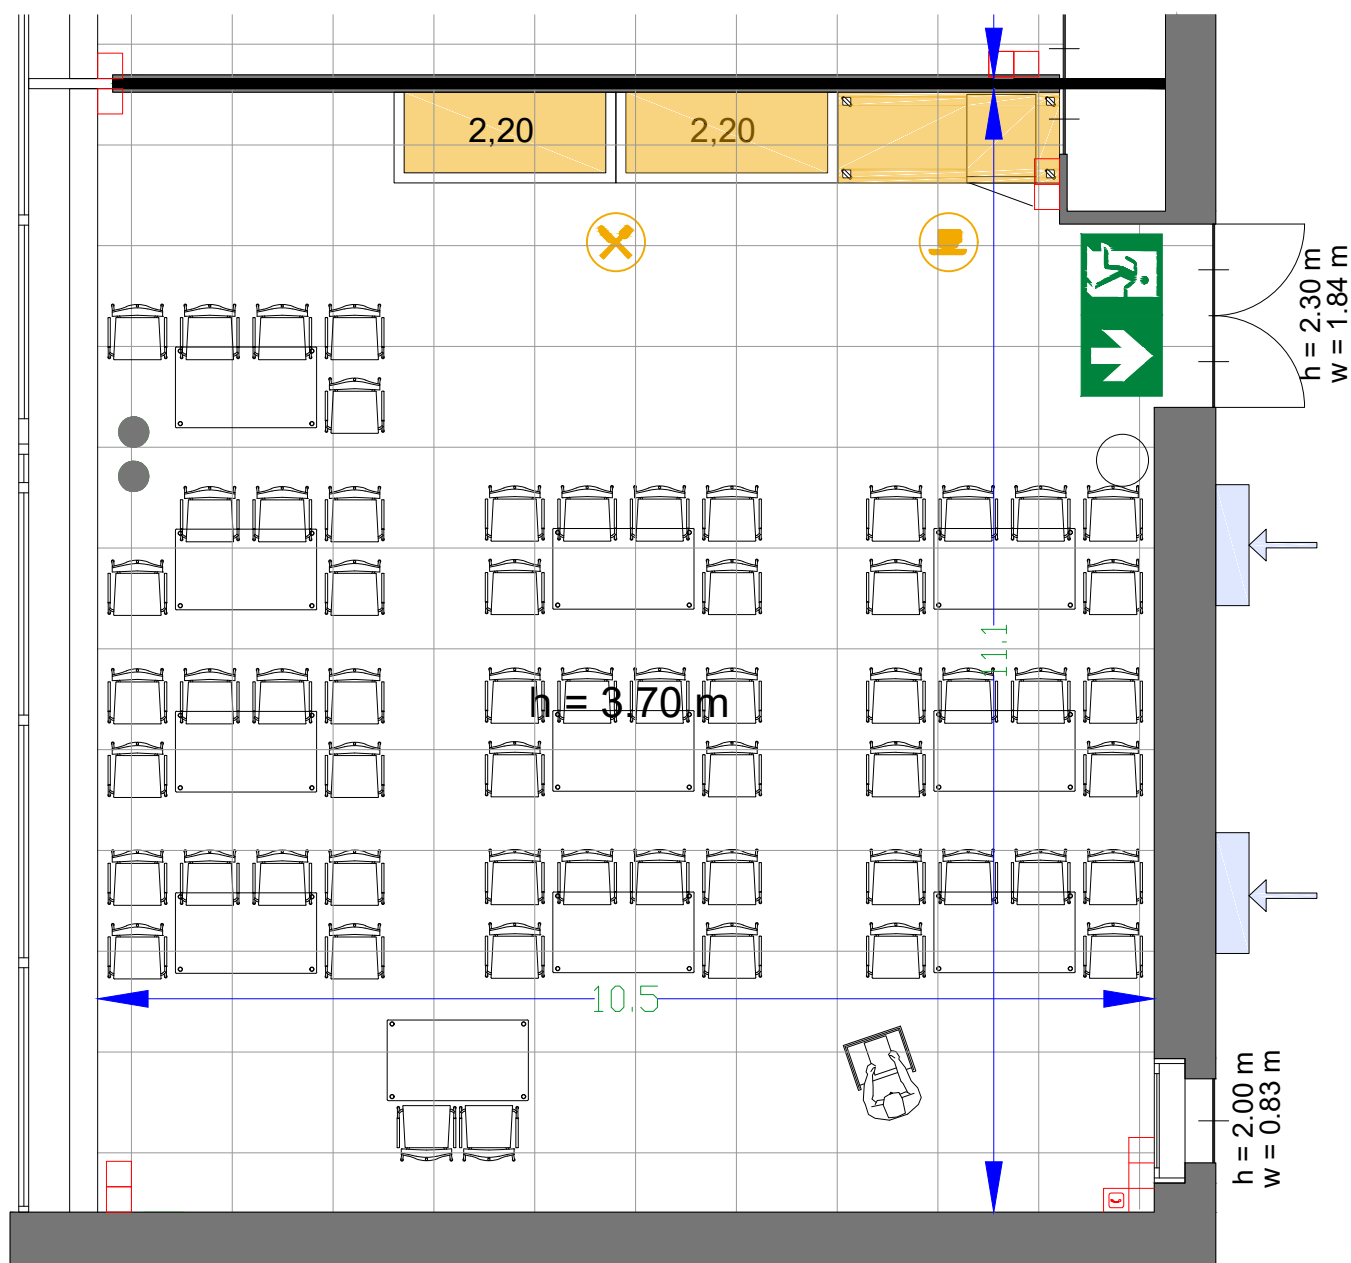 2,20
2,20
h = 2.30 m
w = 1.84 m
11.1
h = 3.70 m
10.5
h = 2.00 m
w = 0.83 m